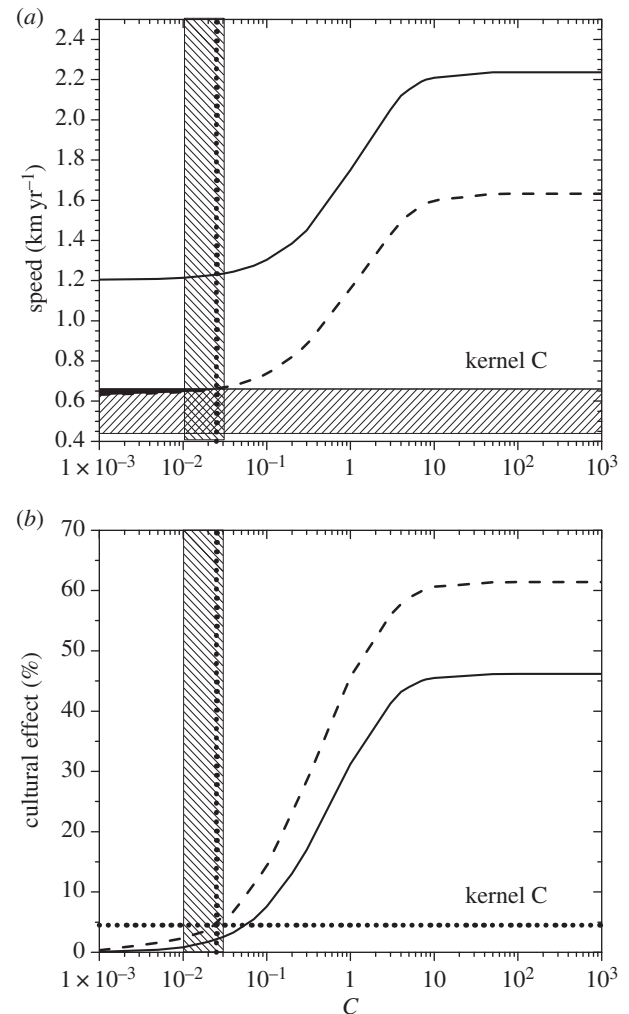 (a)
2.4
2.2
2.0
1.8
1.6
1.4
1.2
1.0
0.8
0.6
0.4
speed (km yr⁻¹)
kernel C
1 × 10⁻³ 10⁻² 10⁻¹ 1 10 10² 10³
(b)
70
60
50
40
30
20
10
0
cultural effect (%)
kernel C
1 × 10⁻³ 10⁻² 10⁻¹ 1 10 10² 10³
C